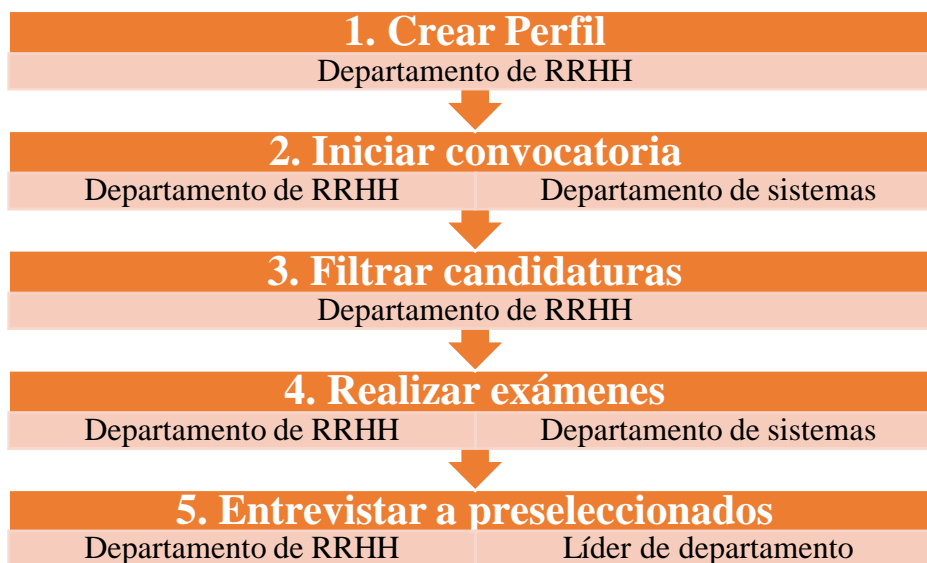 1. Crear Perfil
Departamento de RRHH
2. Iniciar convocatoria
Departamento de RRHH
Departamento de sistemas
3. Filtrar candidaturas
Departamento de RRHH
4. Realizar exámenes
Departamento de RRHH
Departamento de sistemas
5. Entrevistar a preseleccionados
Departamento de RRHH
Líder de departamento